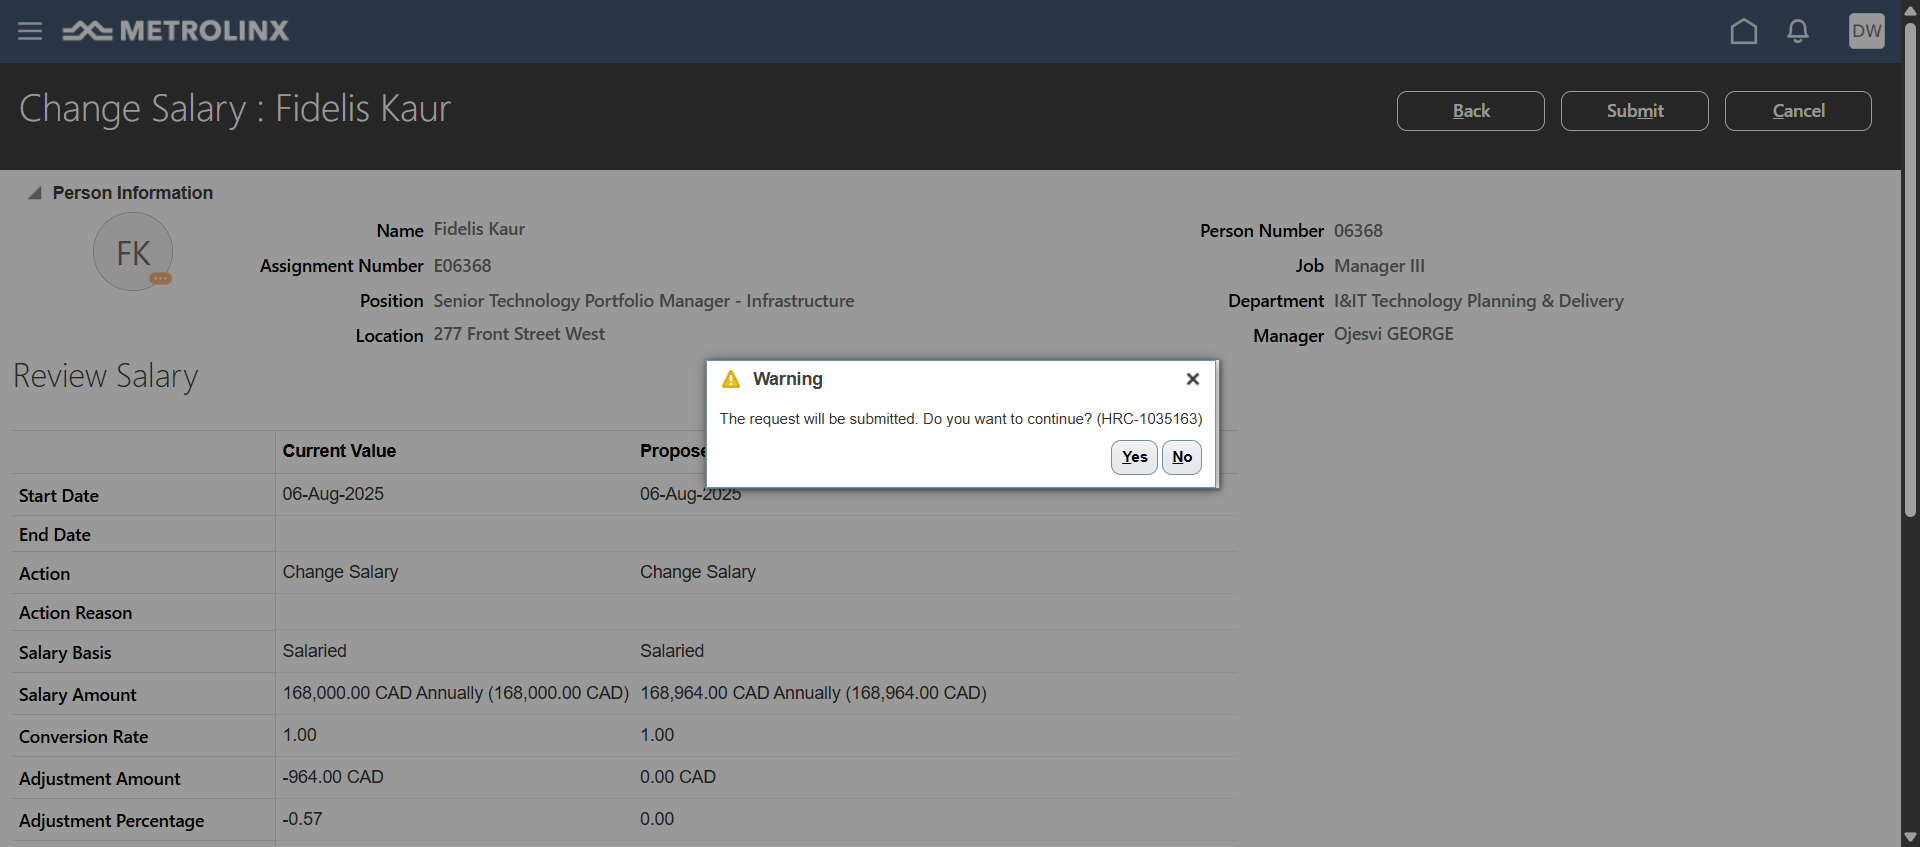 METROLINX
DW
Change Salary : Fidelis Kaur
Back
Submit
Cancel
Person Information
FK
Name Fidelis Kaur
Person Number 06368
Assignment Number E06368
Job Manager III
Position Senior Technology Portfolio Manager - Infrastructure
Department I&IT Technology Planning & Delivery
Location 277 Front Street West
Manager Ojesvi GEORGE
Review Salary
Warning
The request will be submitted. Do you want to continue? (HRC-1035163)
Yes
No
Current Value
Start Date 06-Aug-2025 06-Aug-2025
End Date
Action Change Salary Change Salary
Action Reason
Salary Basis Salaried Salaried
Salary Amount 168,000.00 CAD Annually (168,000.00 CAD) 168,964.00 CAD Annually (168,964.00 CAD)
Conversion Rate 1.00 1.00
Adjustment Amount -964.00 CAD 0.00 CAD
Adjustment Percentage -0.57 0.00